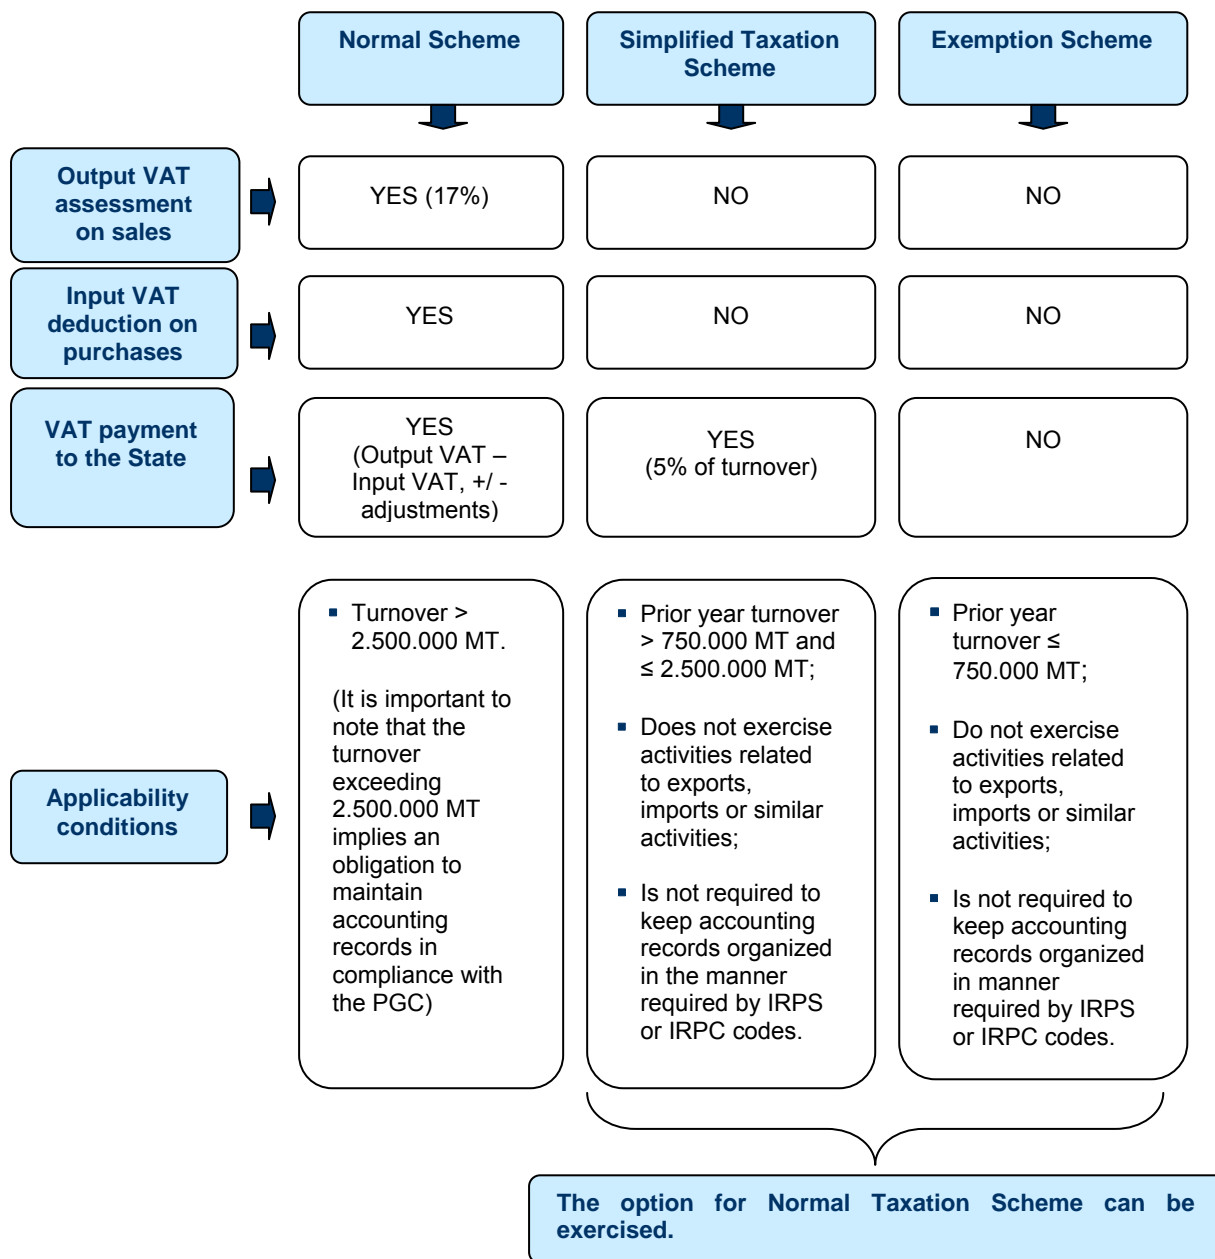 Normal Scheme
Simplified Taxation
Scheme
Exemption Scheme
Output VAT
assessment
on sales
YES (17%)
NO
NO
Input VAT
deduction on
purchases
YES
NO
NO
VAT payment
to the State
YES
(Output VAT –
Input VAT, +/ -
adjustments)
YES
(5% of turnover)
NO
Applicability
conditions
▪ Turnover >
2.500.000 MT.
(It is important to
note that the
turnover
exceeding
2.500.000 MT
implies an
obligation to
maintain
accounting
records in
compliance with
the PGC)
▪ Prior year turnover
> 750.000 MT and
≤ 2.500.000 MT;
▪ Does not exercise
activities related
to exports,
imports or similar
activities;
▪ Is not required to
keep accounting
records organized
in the manner
required by IRPS
or IRPC codes.
▪ Prior year
turnover ≤
750.000 MT;
▪ Do not exercise
activities related
to exports,
imports or similar
activities;
▪ Is not required to
keep accounting
records organized
in manner
required by IRPS
or IRPC codes.
The option for Normal Taxation Scheme can be
exercised.